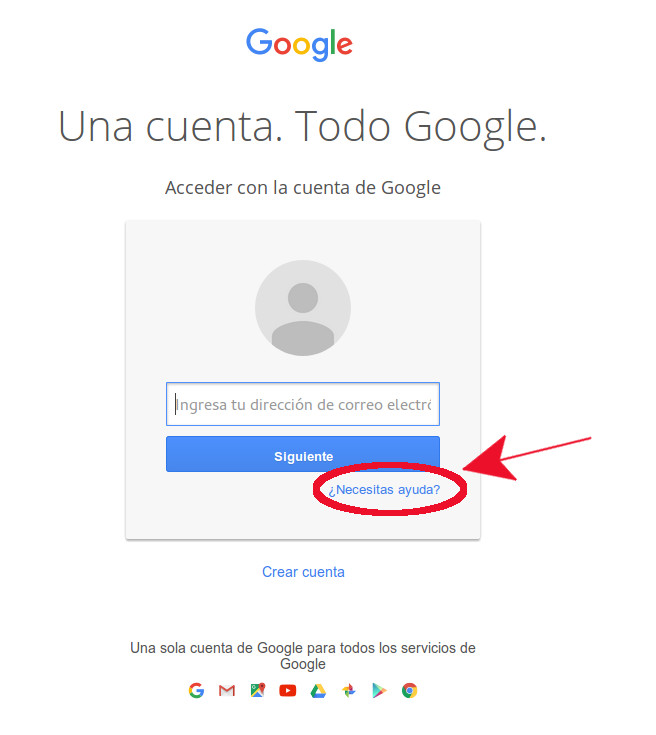 Google
Una cuenta. Todo Google.
Acceder con la cuenta de Google
Ingresa tu dirección de correo electró
Siguiente
¿Necesitas ayuda?
Crear cuenta
Una sola cuenta de Google para todos los servicios de
Google